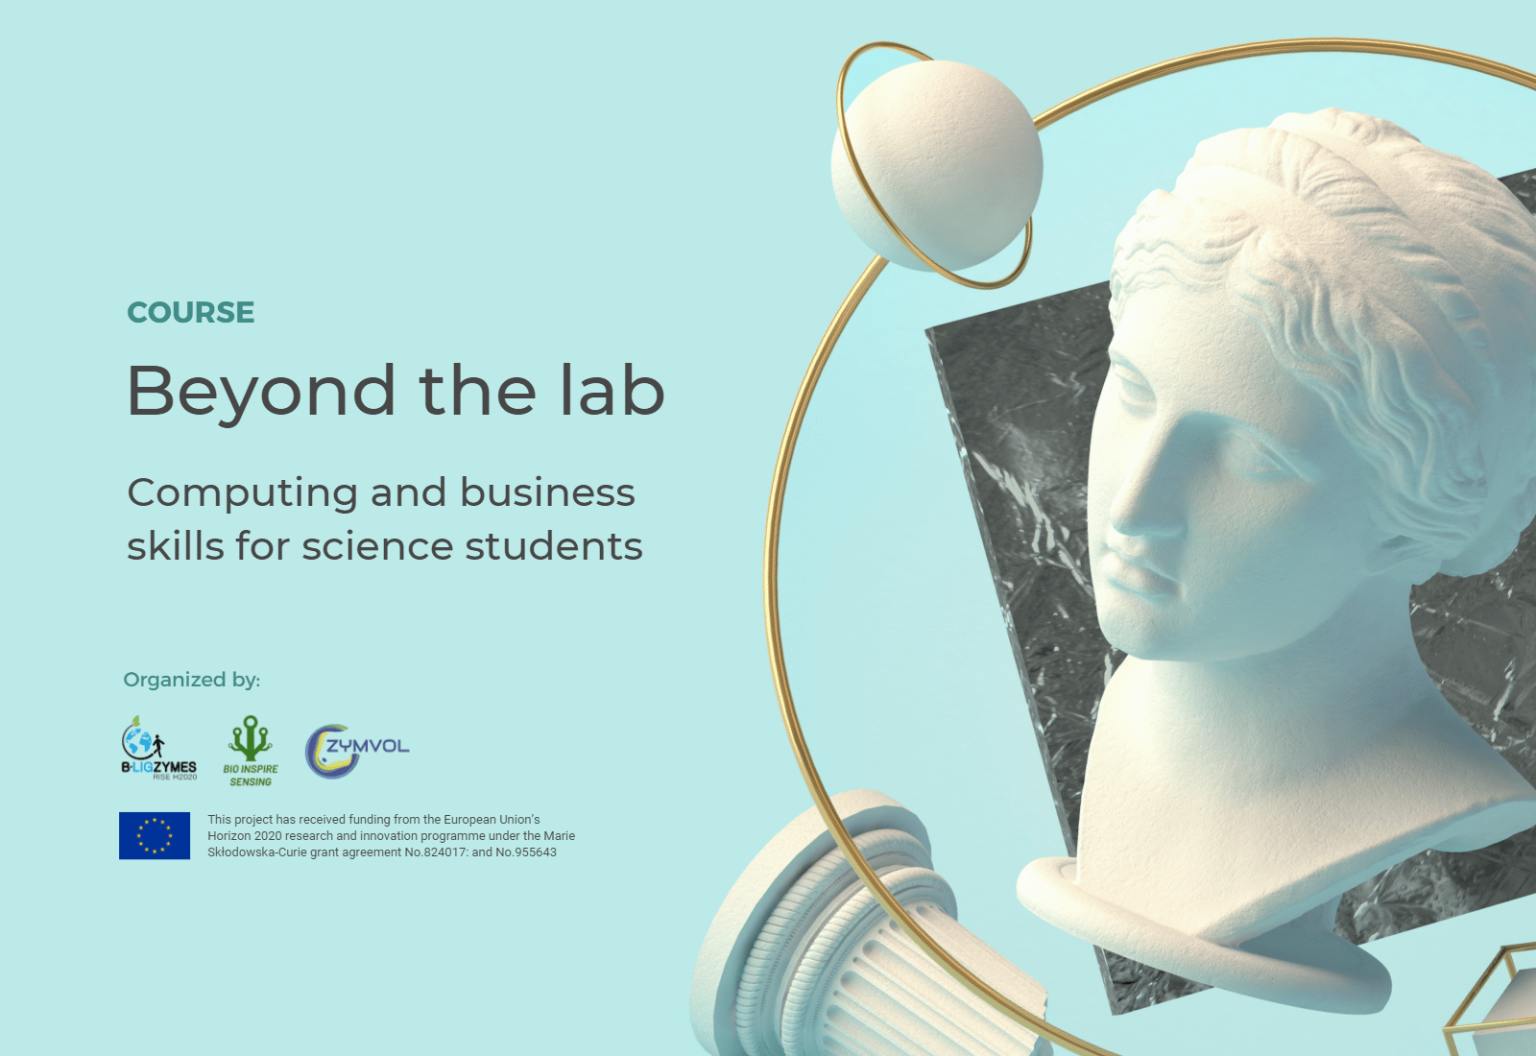 COURSE
Beyond the lab
Computing and business
skills for science students
Organized by:
B-LIGZYMES
RISE H2020
BIO INSPIRE
SENSING
ZYMVOL
This project has received funding from the European Union's
Horizon 2020 research and innovation programme under the Marie
Skłodowska-Curie grant agreement No.824017: and No.955643